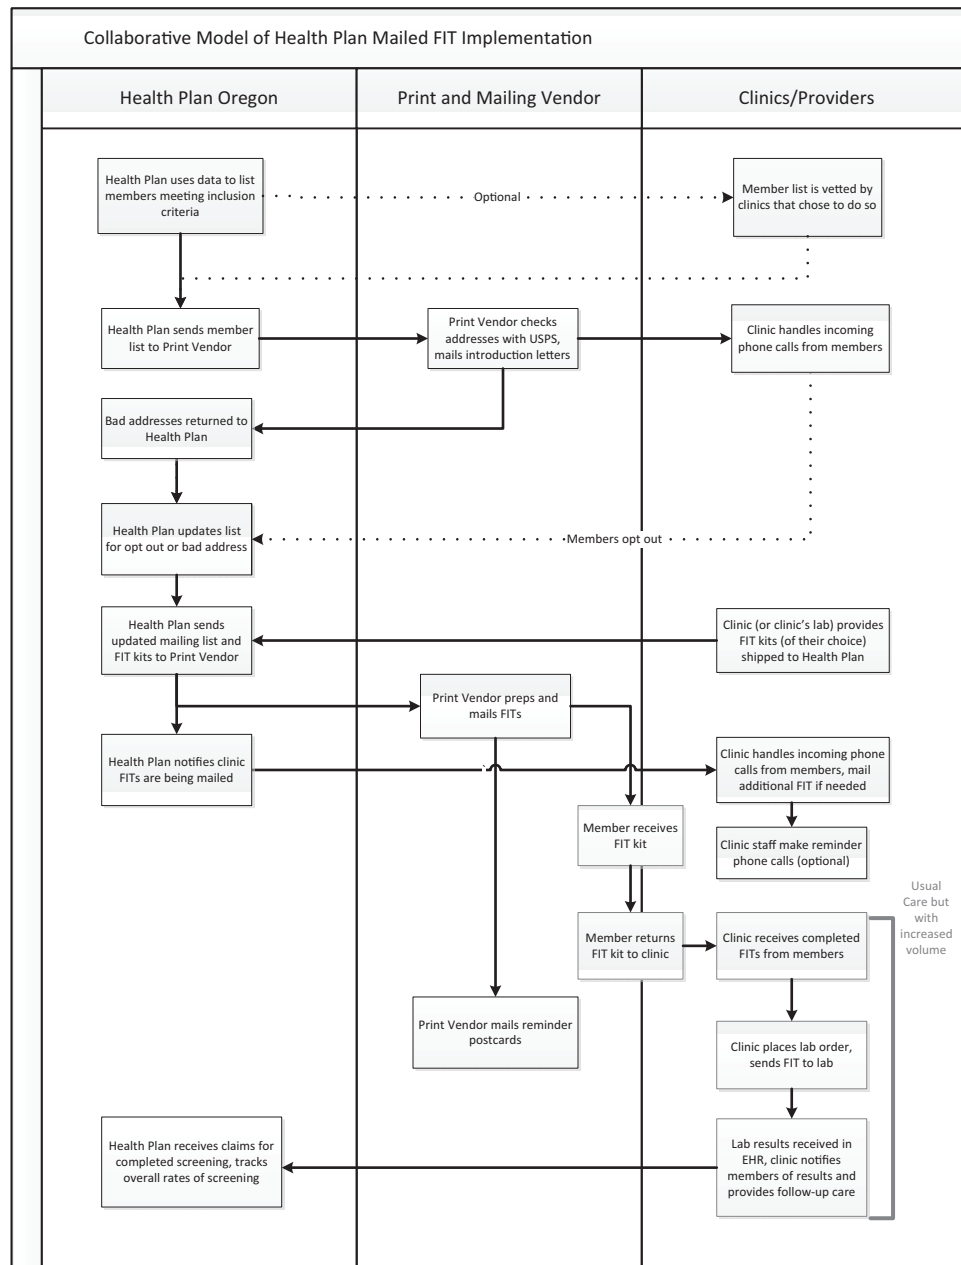 Collaborative Model of Health Plan Mailed FIT Implementation
Health Plan Oregon
Print and Mailing Vendor
Clinics/Providers
Health Plan uses data to list
members meeting inclusion
criteria
Optional
Member list is vetted by
clinics that chose to do so
Health Plan sends member
list to Print Vendor
Print Vendor checks
addresses with USPS,
mails introduction letters
Clinic handles incoming
phone calls from members
Bad addresses returned to
Health Plan
Health Plan updates list
for opt out or bad address
Members opt out
Health Plan sends
updated mailing list and
FIT kits to Print Vendor
Clinic (or clinic's lab) provides
FIT kits (of their choice)
shipped to Health Plan
Print Vendor preps and
mails FITs
Health Plan notifies clinic
FITs are being mailed
Clinic handles incoming phone
calls from members, mail
additional FIT if needed
Member receives
FIT kit
Clinic staff make reminder
phone calls (optional)
Usual
Care but
with
increased
volume
Member returns
FIT kit to clinic
Clinic receives completed
FITs from members
Print Vendor mails reminder
postcards
Clinic places lab order,
sends FIT to lab
Health Plan receives claims for
completed screening, tracks
overall rates of screening
Lab results received in
EHR, clinic notifies
members of results and
provides follow-up care